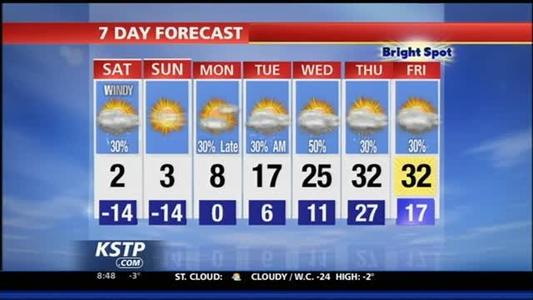 7 DAY FORECAST
Bright Spot
SAT SUN MON TUE WED THU FRI
WINDY
30% 30% Late 30% AM 50% 30% 30%
2 3 8 17 25 32 32
-14 -14 0 6 11 27 17
KSTP
.COM
8:48 -3° ST. CLOUD: CLOUDY / W.C. -24 HIGH: -2°